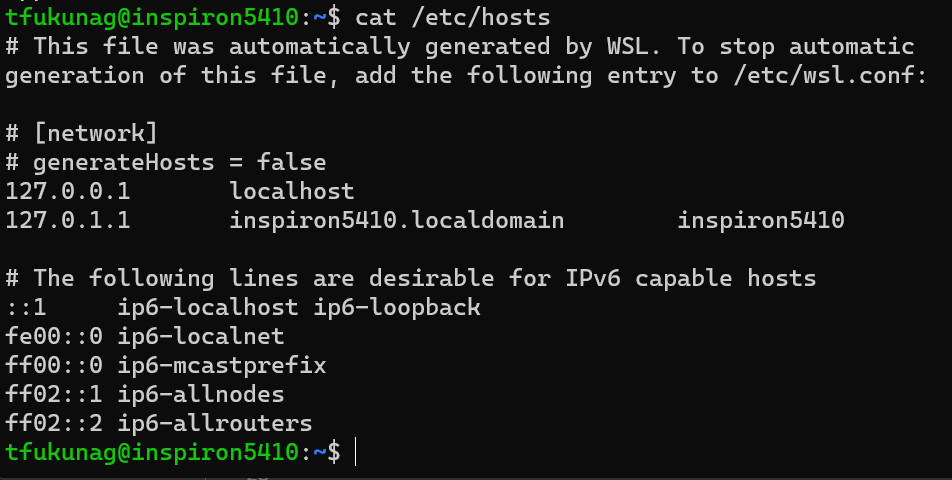 tfukunag@inspiron5410:~$ cat /etc/hosts
# This file was automatically generated by WSL. To stop automatic
generation of this file, add the following entry to /etc/wsl.conf:
# [network]
# generateHosts = false
127.0.0.1       localhost
127.0.1.1       inspiron5410.localdomain        inspiron5410
# The following lines are desirable for IPv6 capable hosts
::1     ip6-localhost ip6-loopback
fe00::0 ip6-localnet
ff00::0 ip6-mcastprefix
ff02::1 ip6-allnodes
ff02::2 ip6-allrouters
tfukunag@inspiron5410:~$